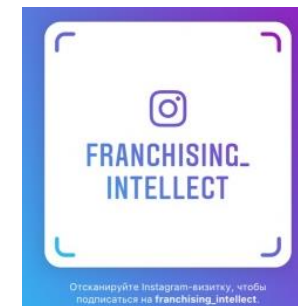 FRANCHISING_
INTELLECT
Отсканируйте Instagram-визитку, чтобы
подписаться на franchising_intellect.